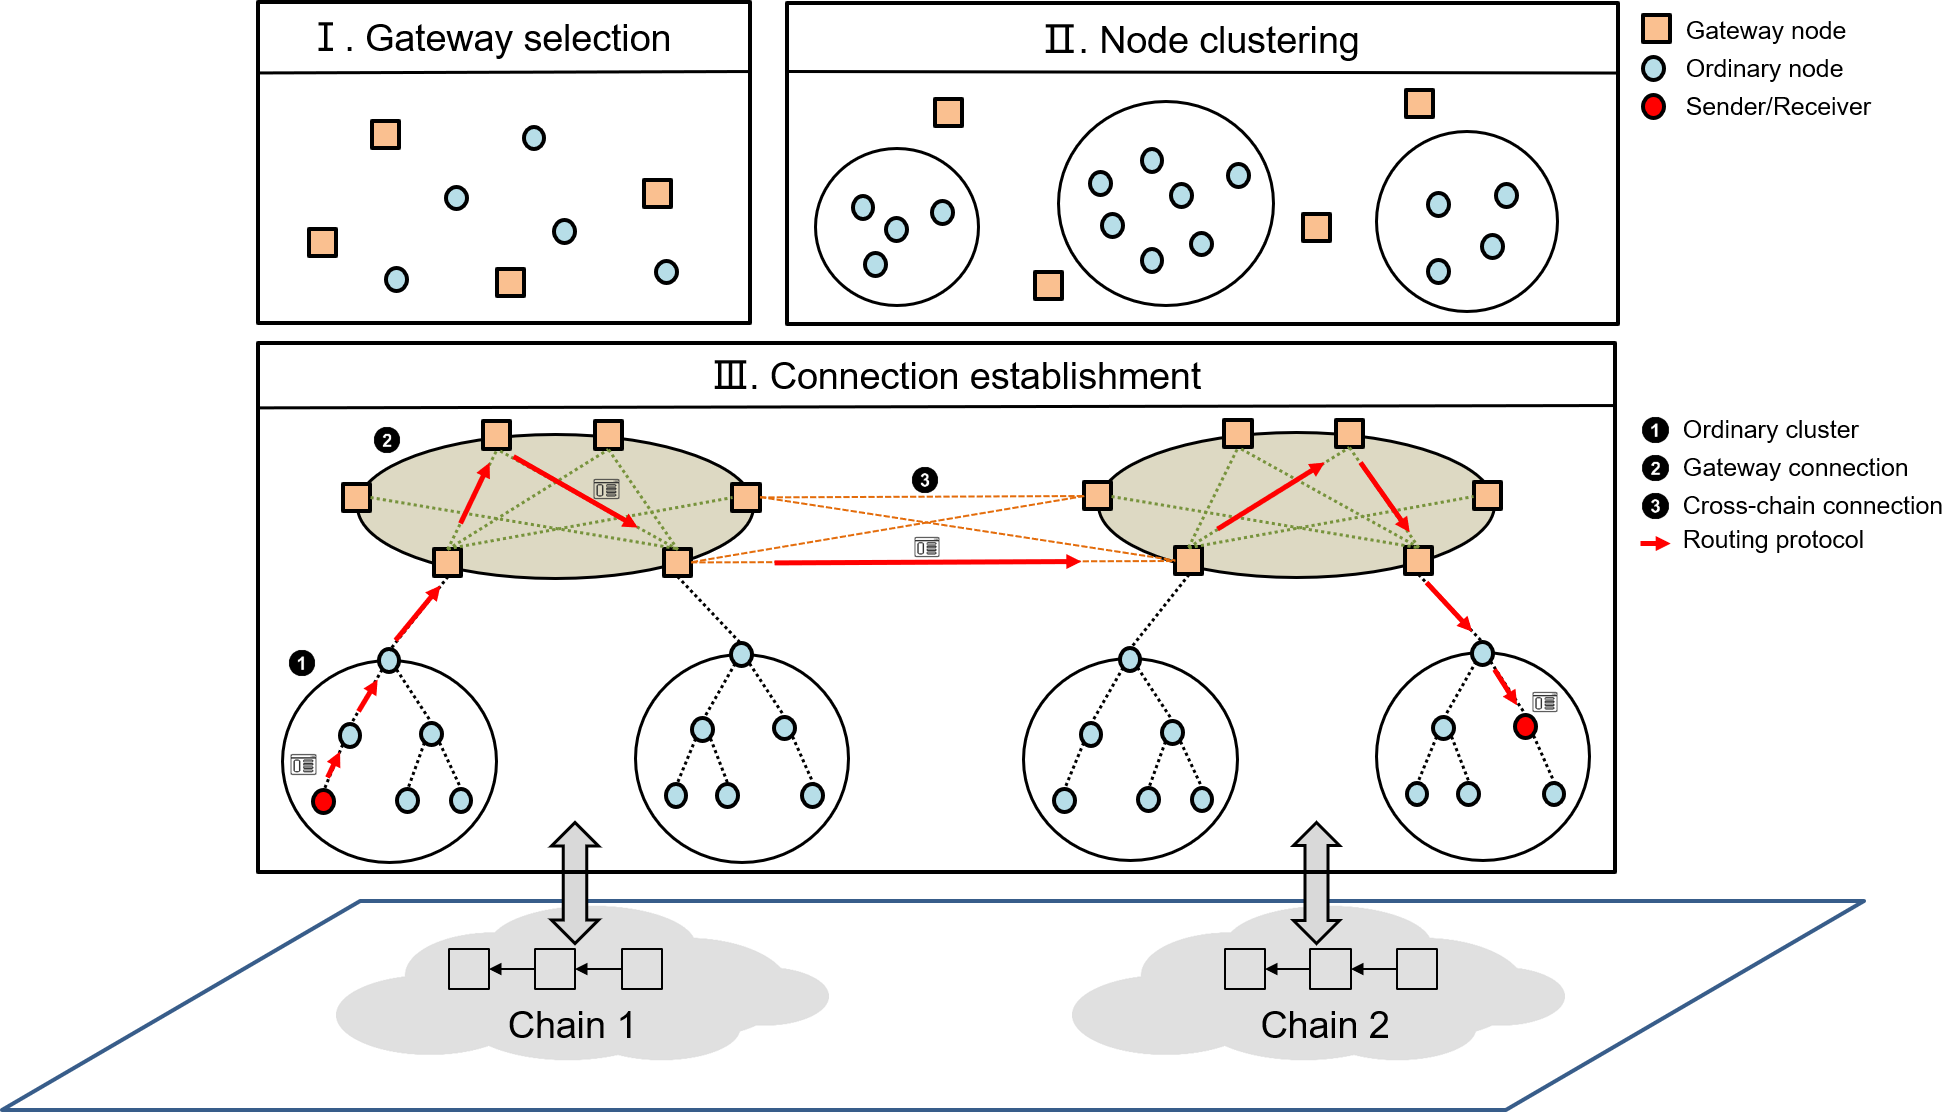 Ⅰ. Gateway selection
Ⅱ. Node clustering
Gateway node
Ordinary node
Sender/Receiver
Ⅲ. Connection establishment
2
3
1
1 Ordinary cluster
2 Gateway connection
3 Cross-chain connection
Routing protocol
Chain 1
Chain 2